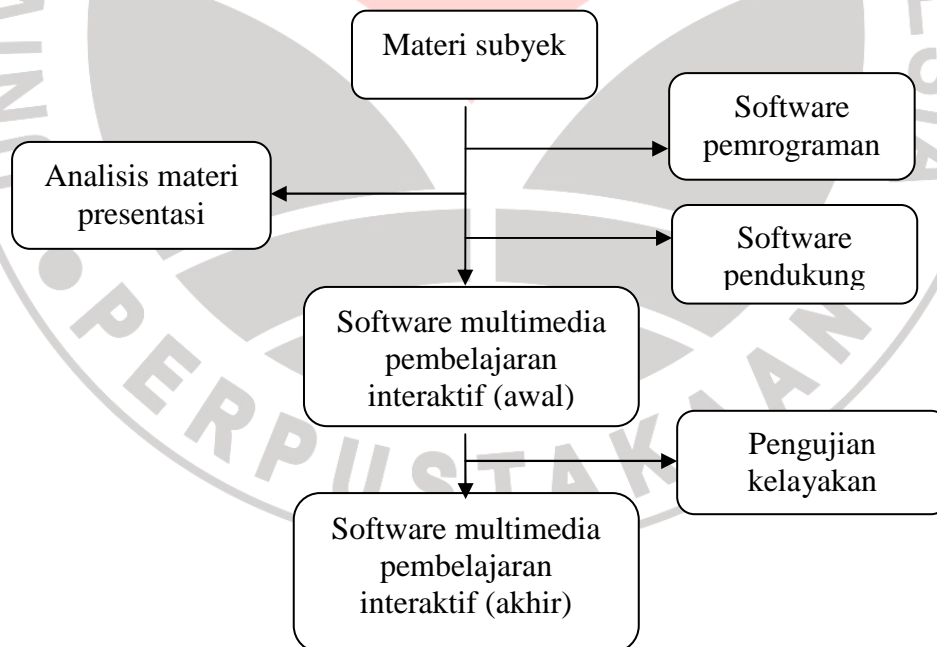 Materi subyek
Software
pemrograman
Analisis materi
presentasi
Software
pendukung
Software multimedia
pembelajaran
interaktif (awal)
Pengujian
kelayakan
Software multimedia
pembelajaran
interaktif (akhir)
PERPUSTAKAAN